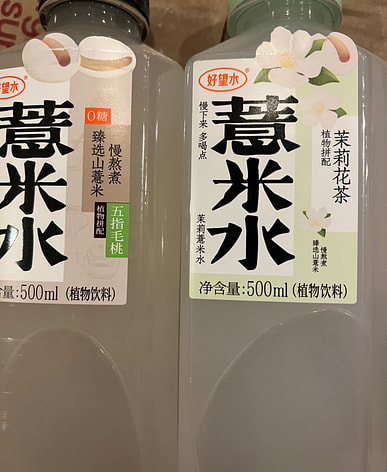 好望水
薏米水
0糖
慢熬煮
臻选山薏米
五指毛桃
植物拼配
量:500ml (植物饮料)
好望水
慢下来 多喝点
薏米水
茉莉薏米水
茉莉花茶
植物拼配
慢熬煮
臻选山薏米
净含量:500ml (植物饮料)